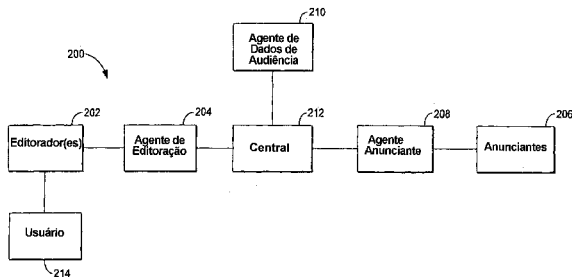 210
Agente de
Dados de
Audiência
200
202
204
212
208
206
Editorador(es)
Agente de
Editoração
Central
Agente
Anunciante
Anunciantes
Usuário
214